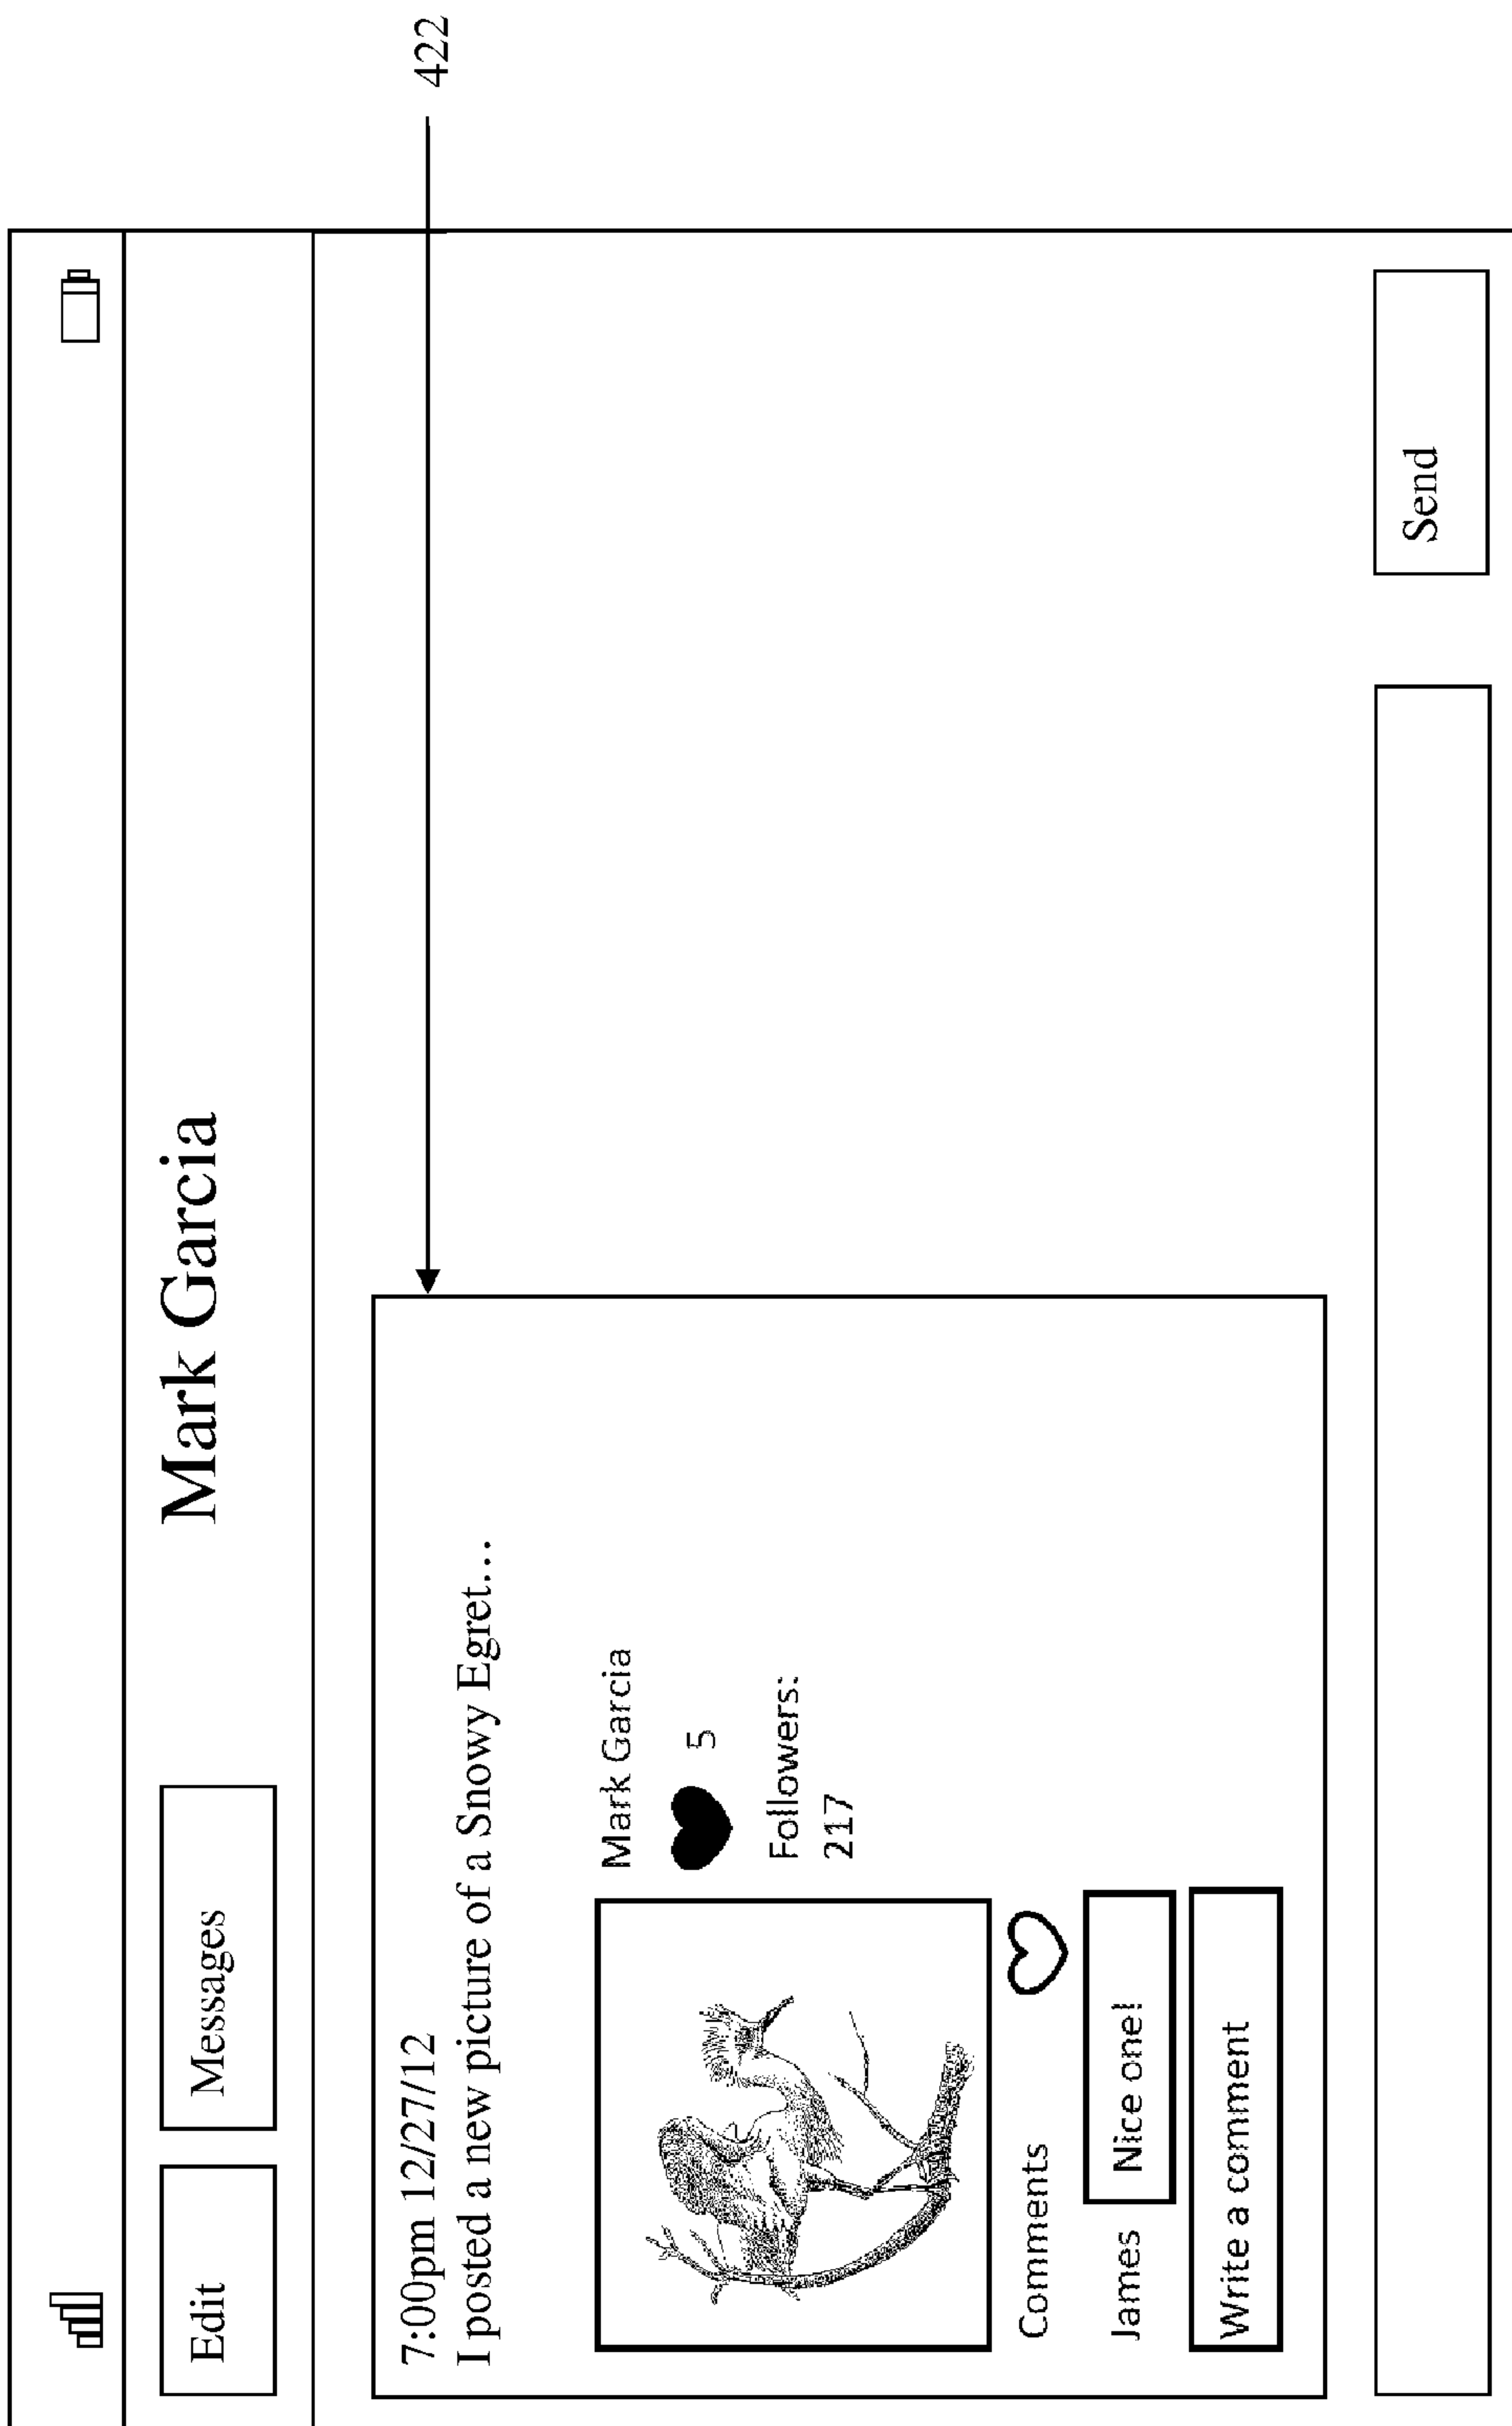 422
Edit
Messages
Mark Garcia
7:00pm 12/27/12
I posted a new picture of a Snowy Egret...
Mark Garcia
5
Followers:
217
Comments
James
Nice one!
Write a comment
Send